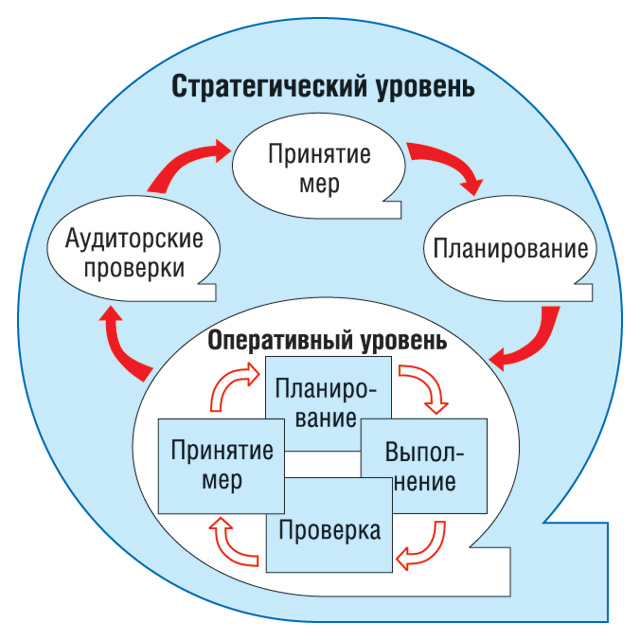 Стратегический уровень
Принятие
мер
Аудиторские
проверки
Планирование
Оперативный уровень
Планиро-
вание
Принятие
мер
Выпол-
нение
Проверка